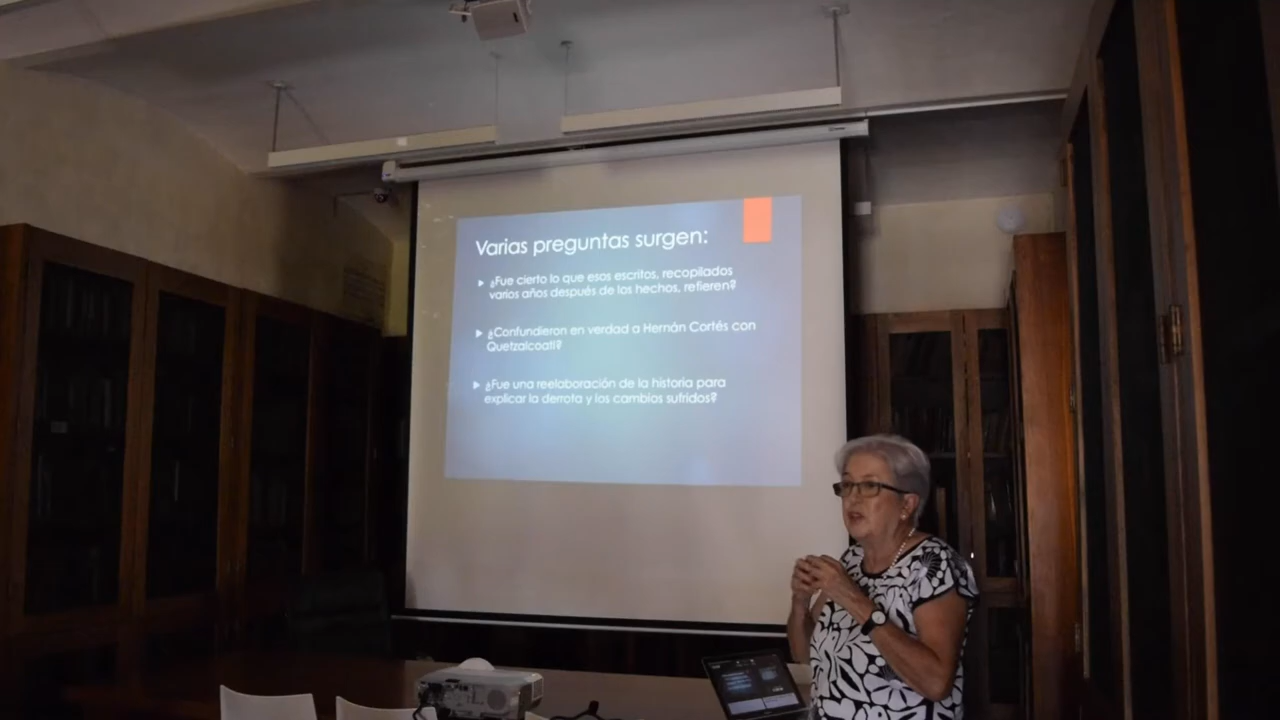 Varias preguntas surgen:
¿Fue cierto lo que esos escritos, recopilados
varios años después de los hechos, refieren?
¿Confundieron en verdad a Hernán Cortés con
Quetzalcoatl?
¿Fue una reelaboración de la historia para
explicar la derrota y los cambios sufridos?